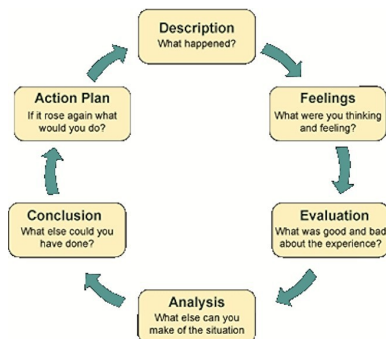 Description
What happened?
Feelings
What were you thinking
and feeling?
Evaluation
What was good and bad
about the experience?
Analysis
What else can you
make of the situation
Conclusion
What else could you
have done?
Action Plan
If it rose again what
would you do?